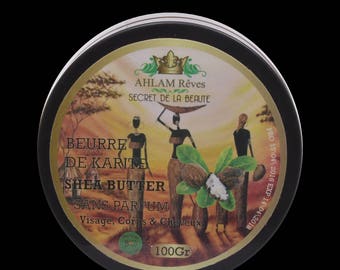 AHLAM Rêves
SECRET DE LA BEAUTE
BEURRE
DE KARITE
SHEA BUTTER
SANS PARFUM
Visage, Corps & Cheveux
100Gr